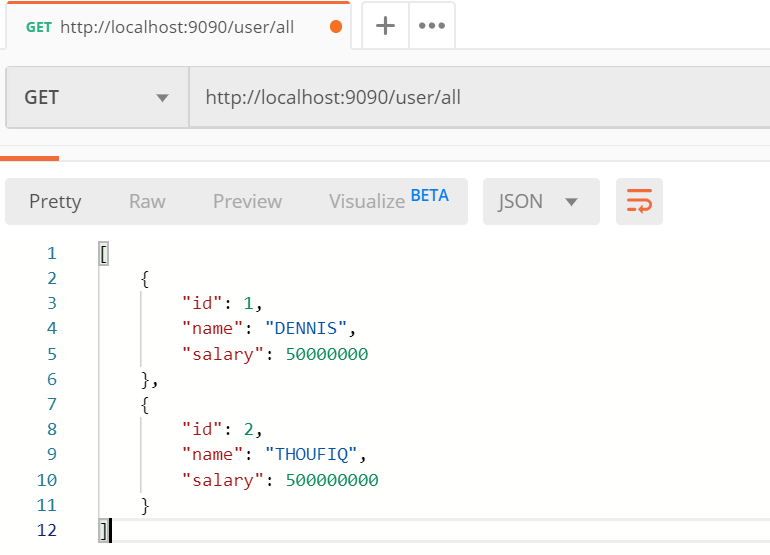 GET http://localhost:9090/user/all
GET http://localhost:9090/user/all
Pretty Raw Preview Visualize BETA JSON
1 [
2 {
3 "id": 1,
4 "name": "DENNIS",
5 "salary": 50000000
6 },
7 {
8 "id": 2,
9 "name": "THOUFIQ",
10 "salary": 500000000
11 }
12 ]